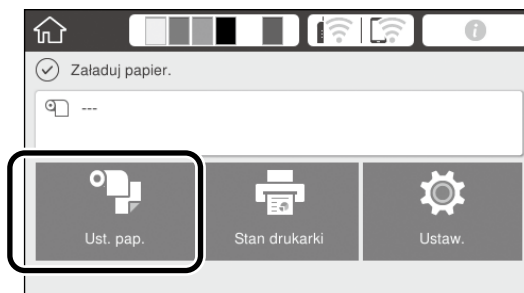 Załaduj papier.
---
Ust. pap.
Stan drukarki
Ustaw.